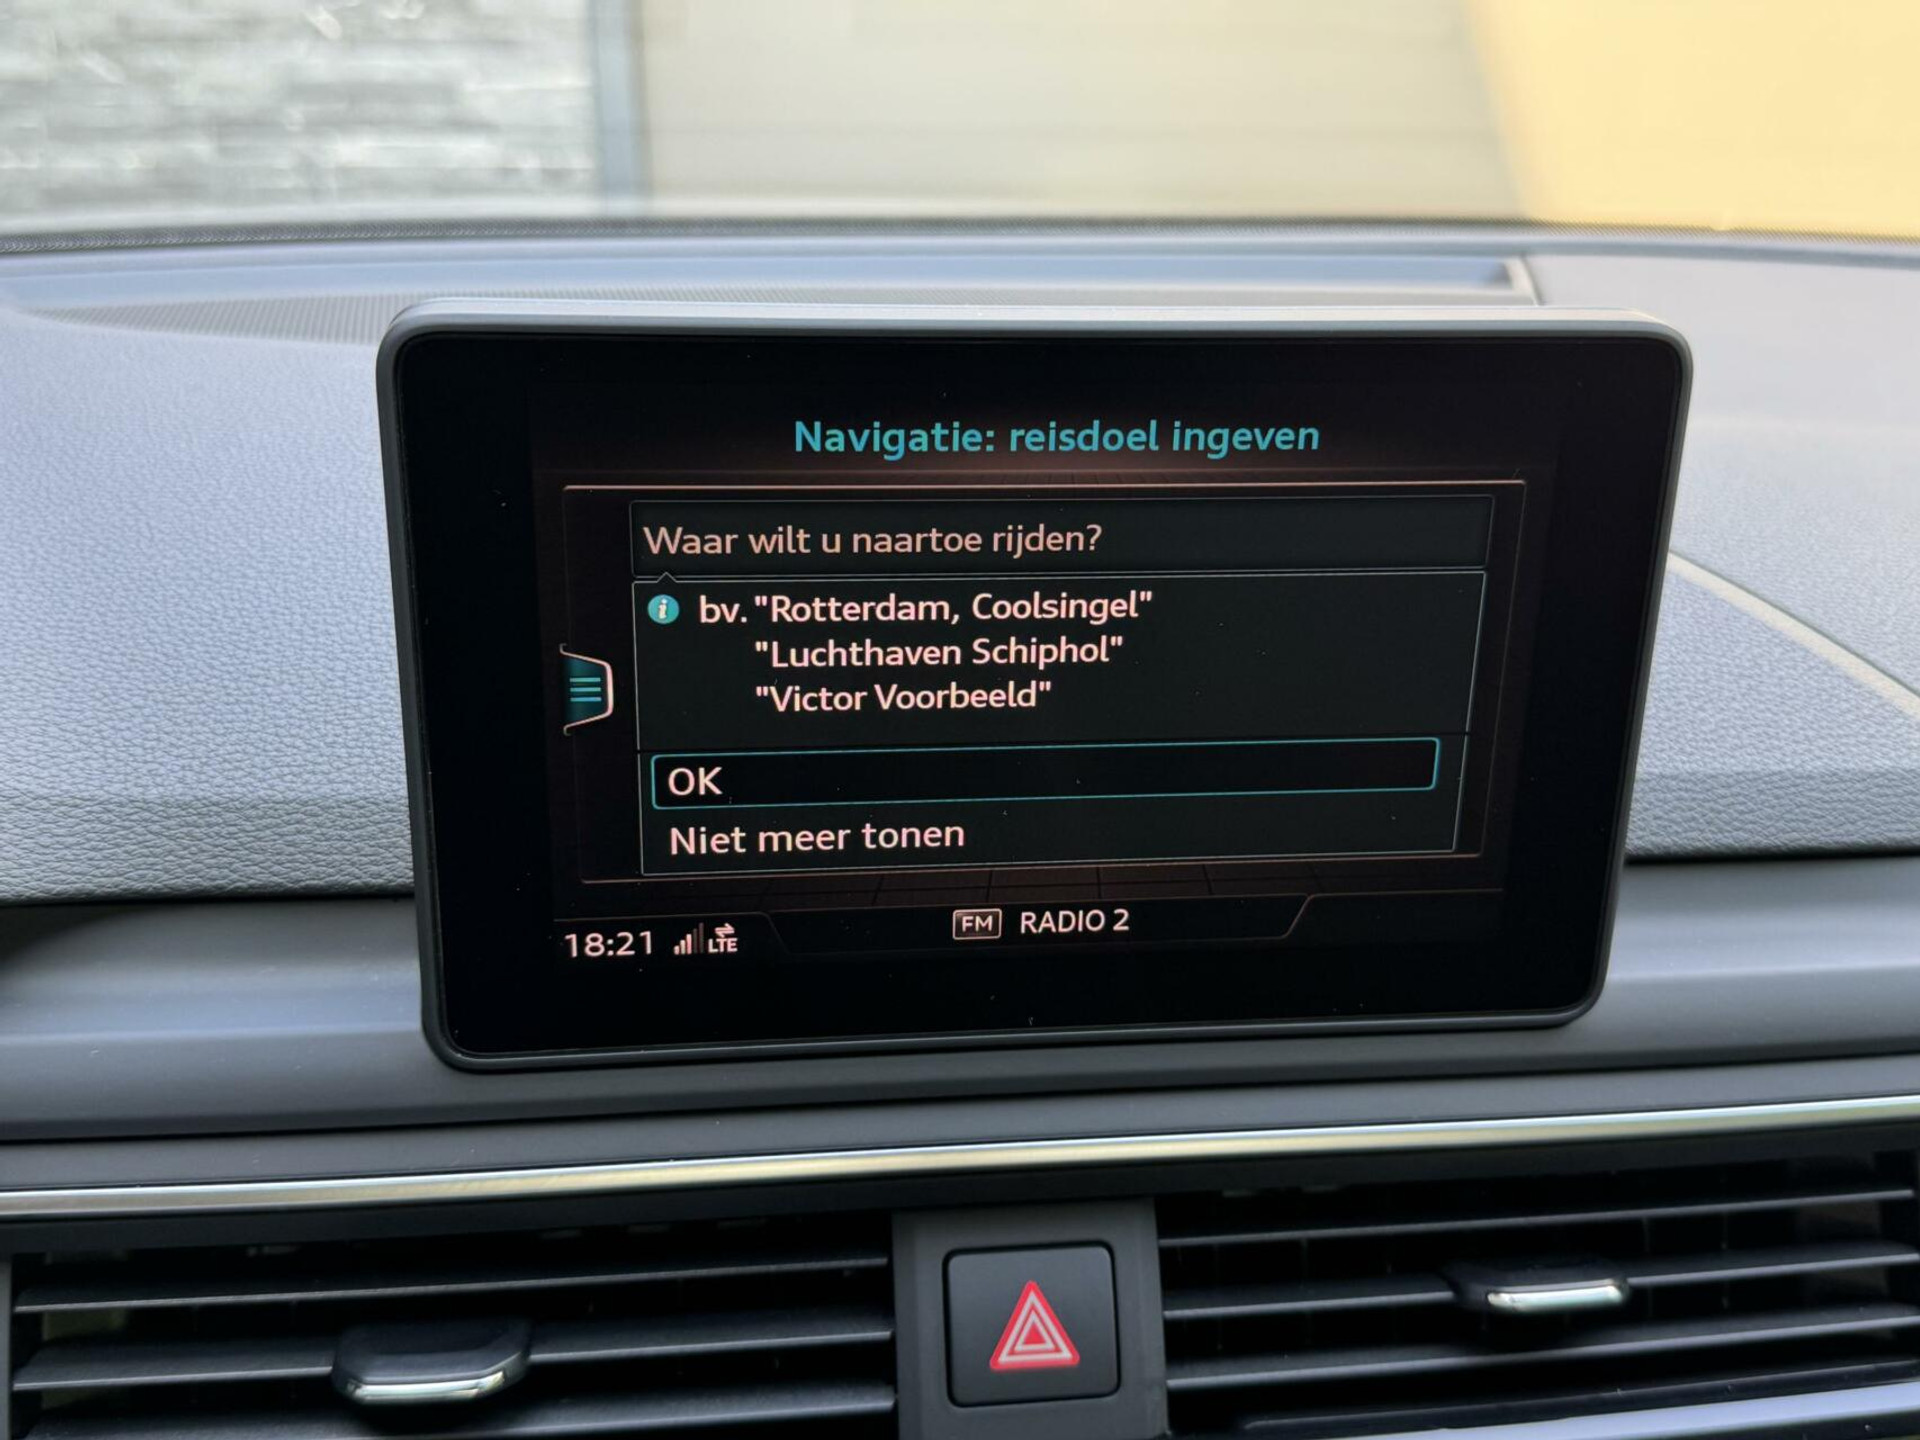 Navigatie: reisdoel ingeven
Waar wilt u naartoe rijden?
i bv. "Rotterdam, Coolsingel"
"Luchthaven Schiphol"
"Victor Voorbeeld"
OK
Niet meer tonen
18:21 LTE FM RADIO 2